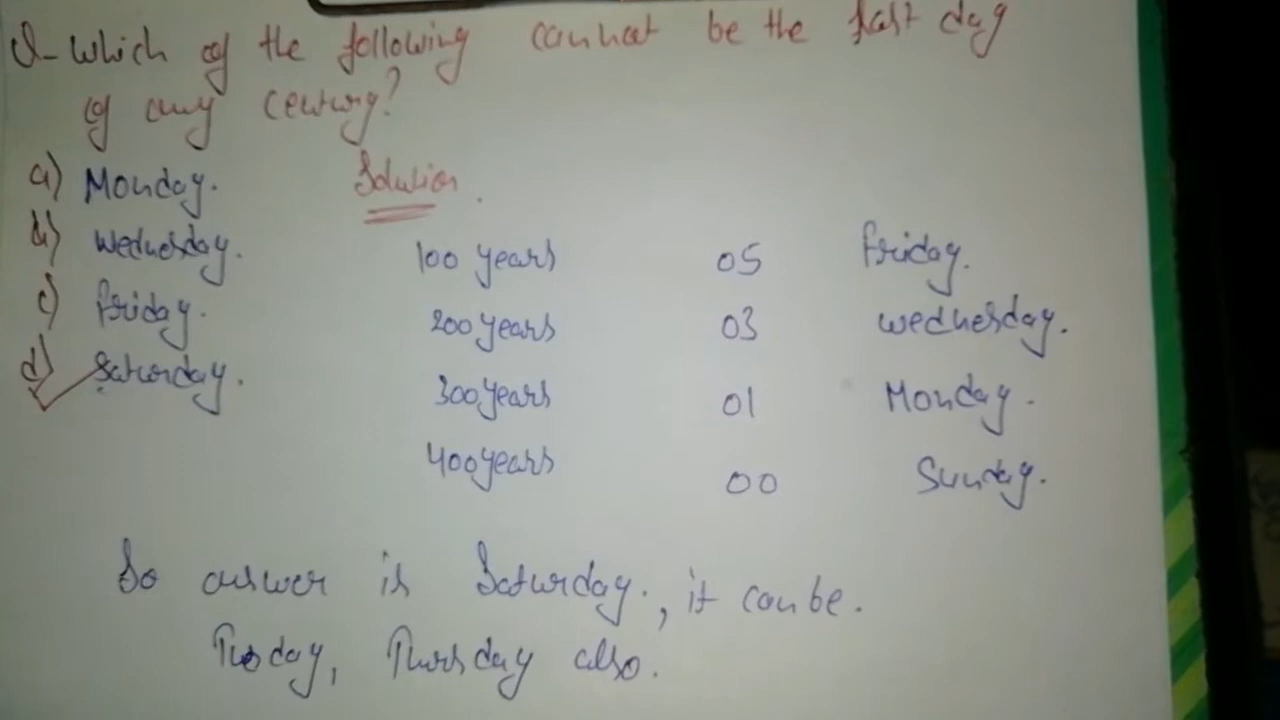 Q- Which of the following cannot be the last day
of any century?
a) Monday.
Solution.
b) Wednesday.
100 years 05 Friday.
c) Friday.
200 years 03 Wednesday.
d) Saturday.
300 years 01 Monday.
400 years 00 Sunday.
So answer is Saturday., it can be.
Tusday, Thursday also.